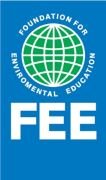 FOUNDATION FOR
ENVIROMENTAL EDUCATION
FEE